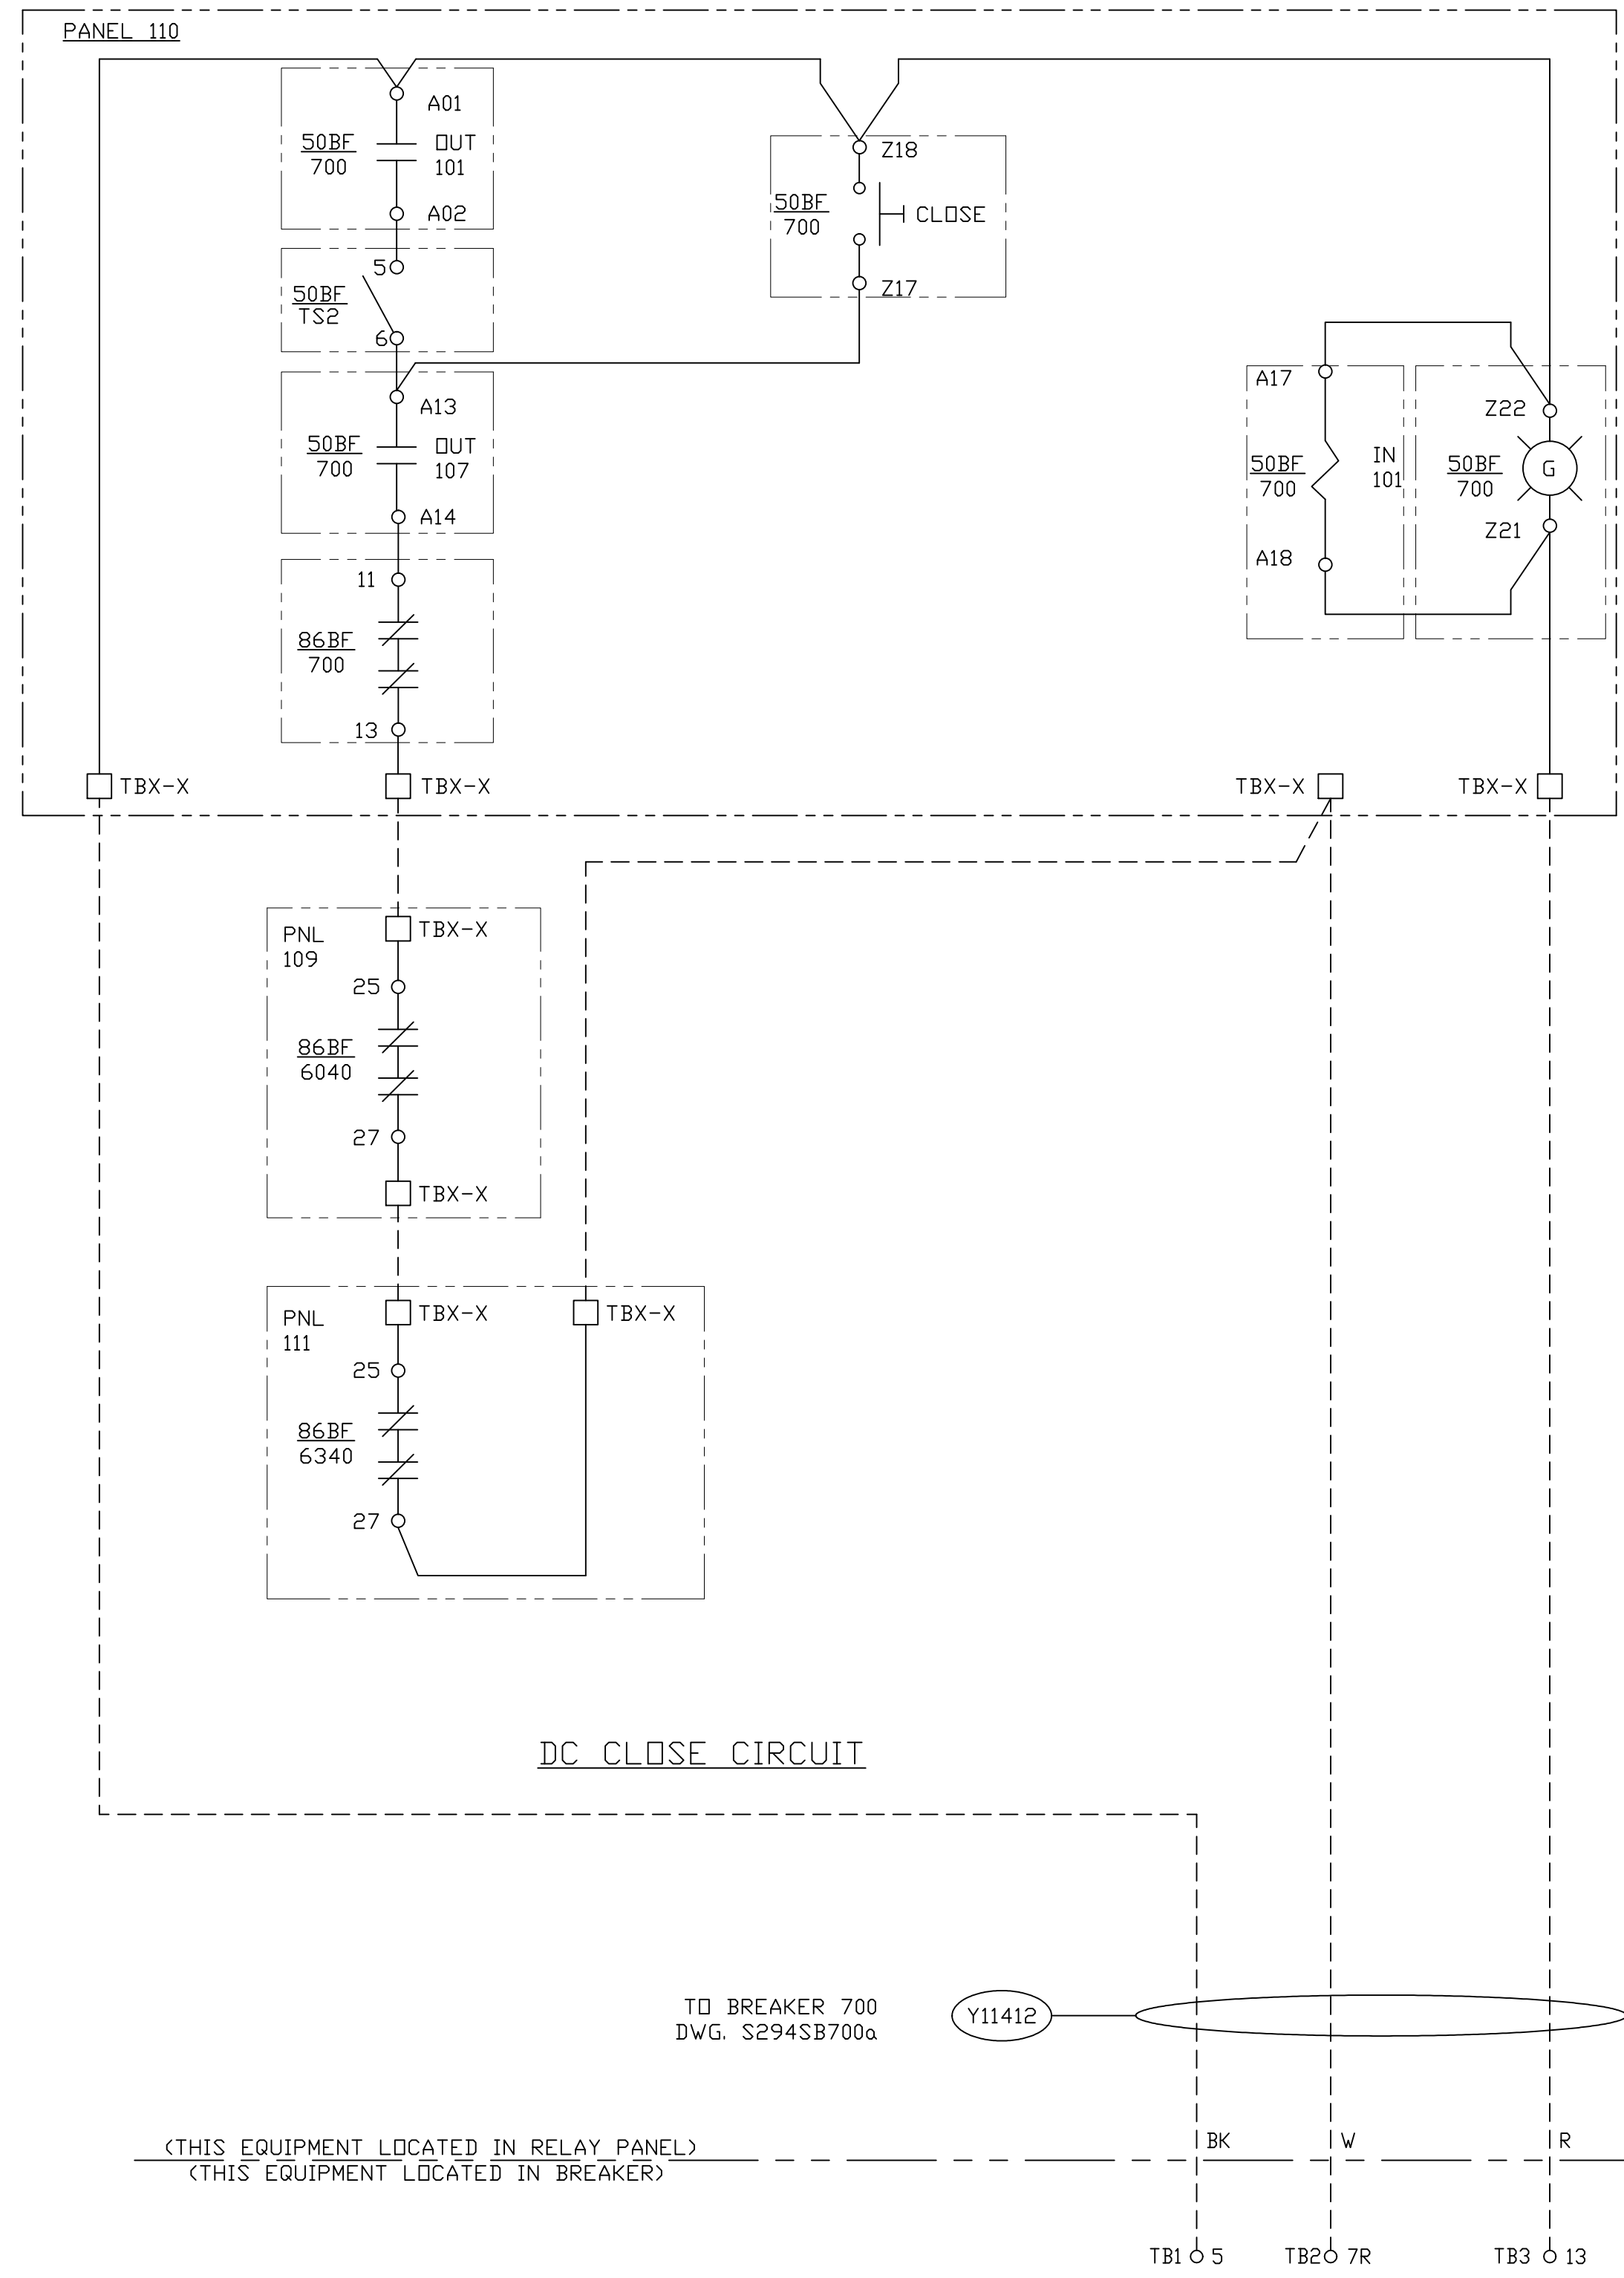 PANEL 110
A01
50BF
700
OUT
101
A02
Z18
50BF
700
CLOSE
Z17
5
50BF
TS2
6
A13
50BF
700
OUT
107
A14
A17
50BF
700
IN
101
A18
Z22
50BF
700
G
Z21
11
86BF
700
13
TBX-X
TBX-X
TBX-X
TBX-X
PNL
109
TBX-X
25
86BF
6040
27
TBX-X
PNL
111
TBX-X
TBX-X
25
86BF
6340
27
DC CLOSE CIRCUIT
TO BREAKER 700
DWG. S294SB700a
Y11412
(THIS EQUIPMENT LOCATED IN RELAY PANEL)
(THIS EQUIPMENT LOCATED IN BREAKER)
BK
W
R
TB1 5
TB2 7R
TB3 13